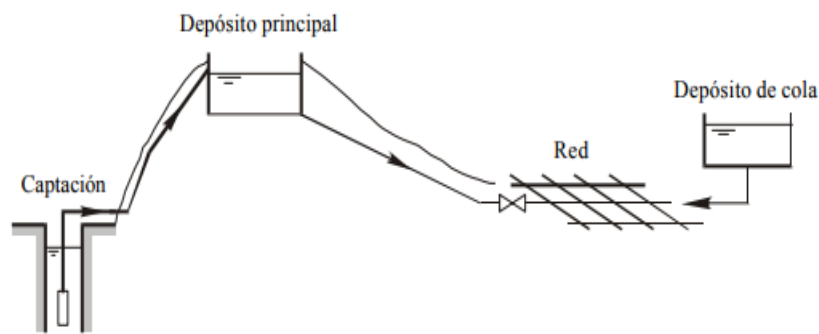 Depósito principal
Depósito de cola
Red
Captación